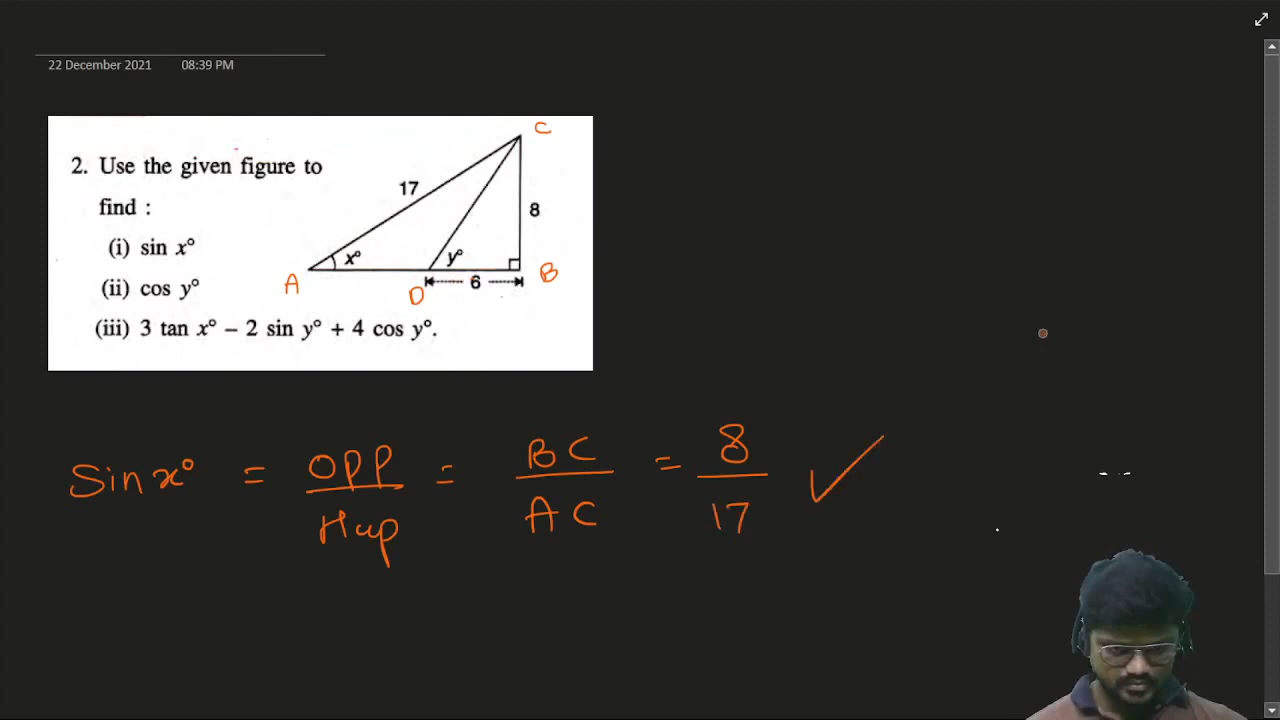 22 December 2021 08:39 PM
2. Use the given figure to
find :
(i) sin x°
(ii) cos y°
(iii) 3 tan x° – 2 sin y° + 4 cos y°.
C
17
8
x°
y°
A
D
6
B
Sin x° = OPP/Hyp = BC/AC = 8/17 ✓